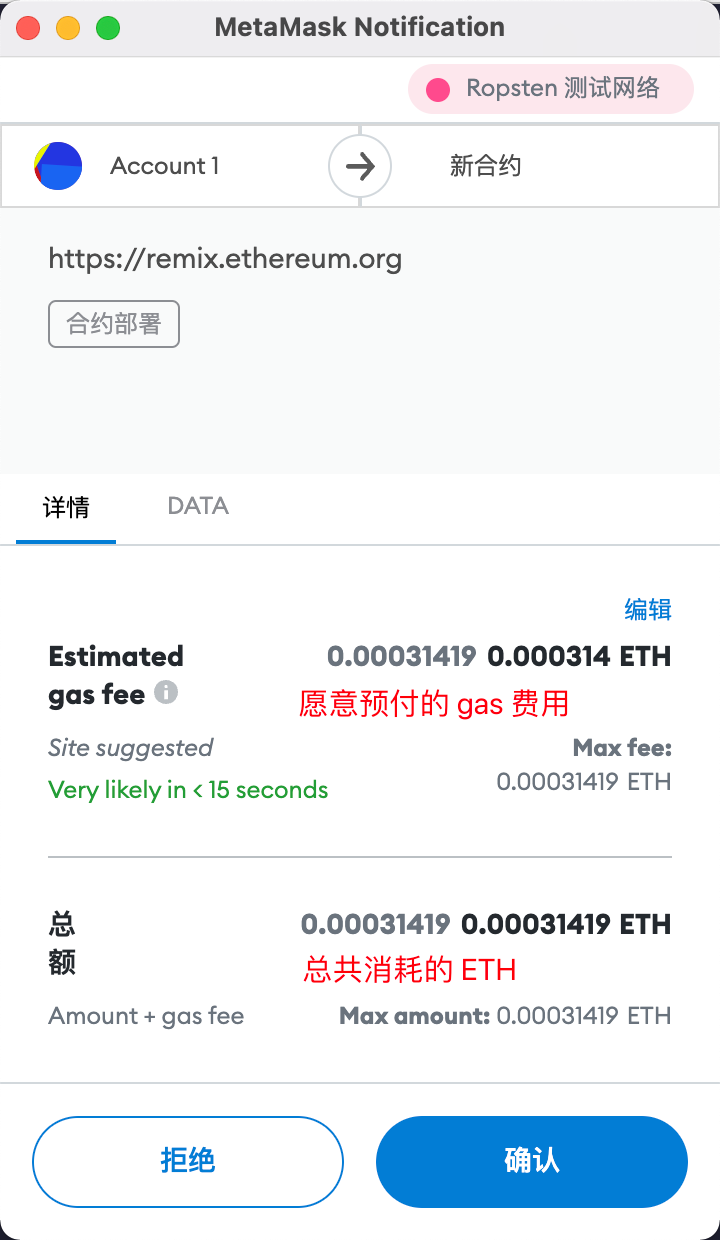 MetaMask Notification
Ropsten 测试网络
Account 1
新合约
https://remix.ethereum.org
合约部署
详情 DATA
编辑
Estimated gas fee
0.00031419 0.000314 ETH
愿意预付的 gas 费用
Site suggested
Max fee:
Very likely in < 15 seconds
0.00031419 ETH
总额
0.00031419 0.00031419 ETH
总共消耗的 ETH
Amount + gas fee
Max amount: 0.00031419 ETH
拒绝
确认